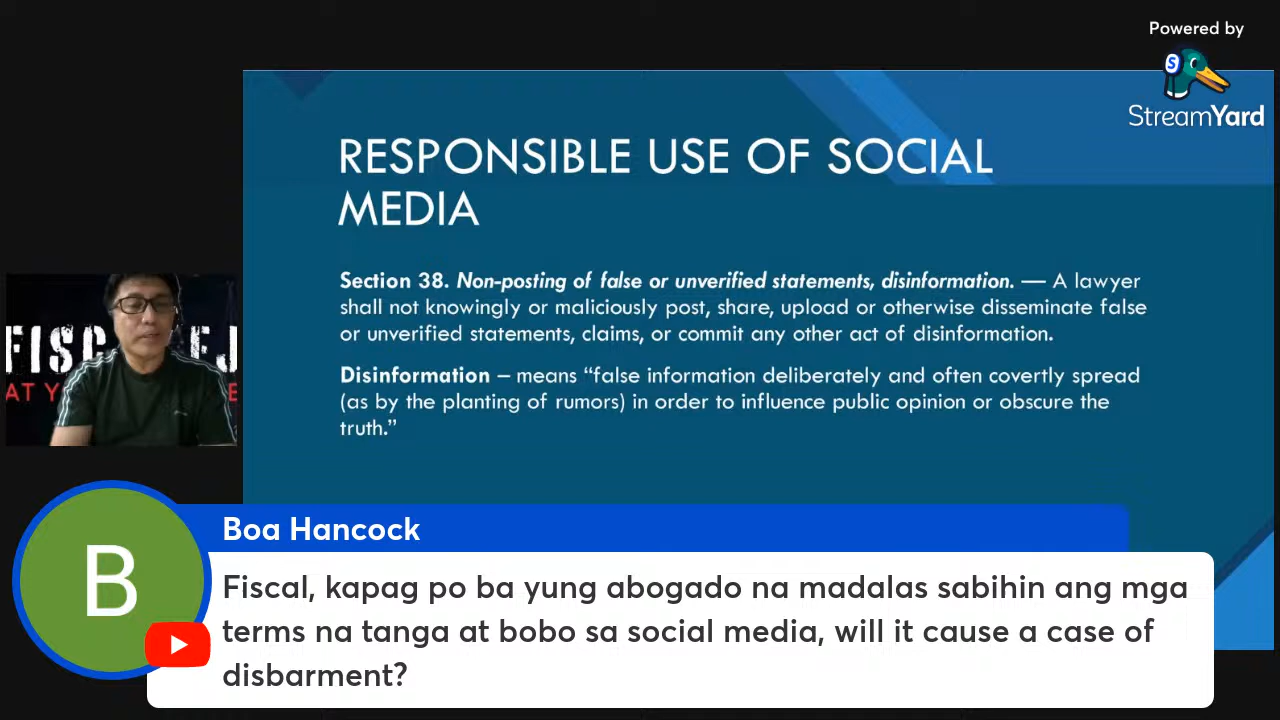 Powered by
StreamYard
RESPONSIBLE USE OF SOCIAL
MEDIA
Section 38. Non-posting of false or unverified statements, disinformation. — A lawyer
shall not knowingly or maliciously post, share, upload or otherwise disseminate false
or unverified statements, claims, or commit any other act of disinformation.
Disinformation – means “false information deliberately and often covertly spread
(as by the planting of rumors) in order to influence public opinion or obscure the
truth.”
FISC
EJ
AT Y
E
B
Boa Hancock
Fiscal, kapag po ba yung abogado na madalas sabihin ang mga
terms na tanga at bobo sa social media, will it cause a case of
disbarment?